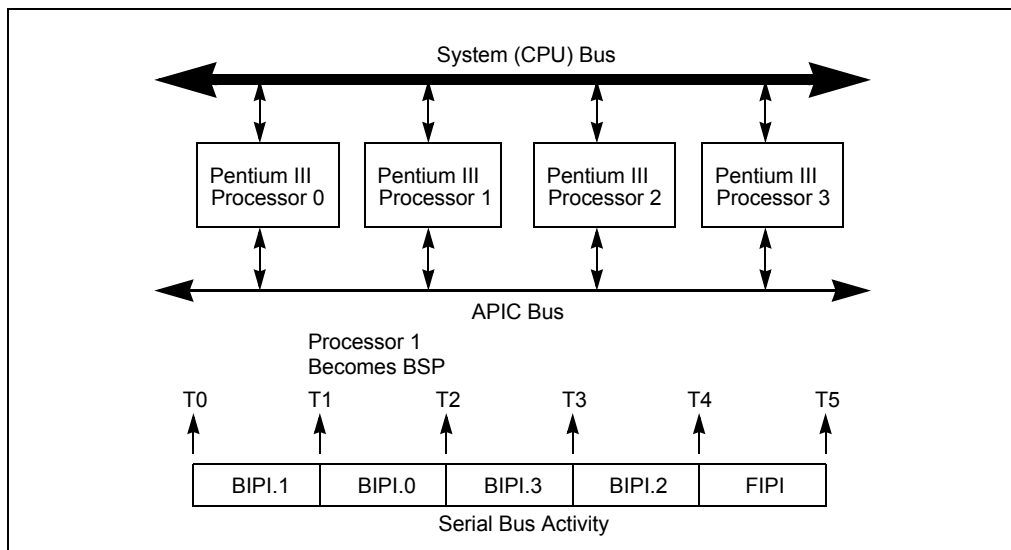 System (CPU) Bus
Pentium III
Processor 0
Pentium III
Processor 1
Pentium III
Processor 2
Pentium III
Processor 3
APIC Bus
Processor 1
Becomes BSP
T0 T1 T2 T3 T4 T5
BIPI.1 BIPI.0 BIPI.3 BIPI.2 FIPI
Serial Bus Activity